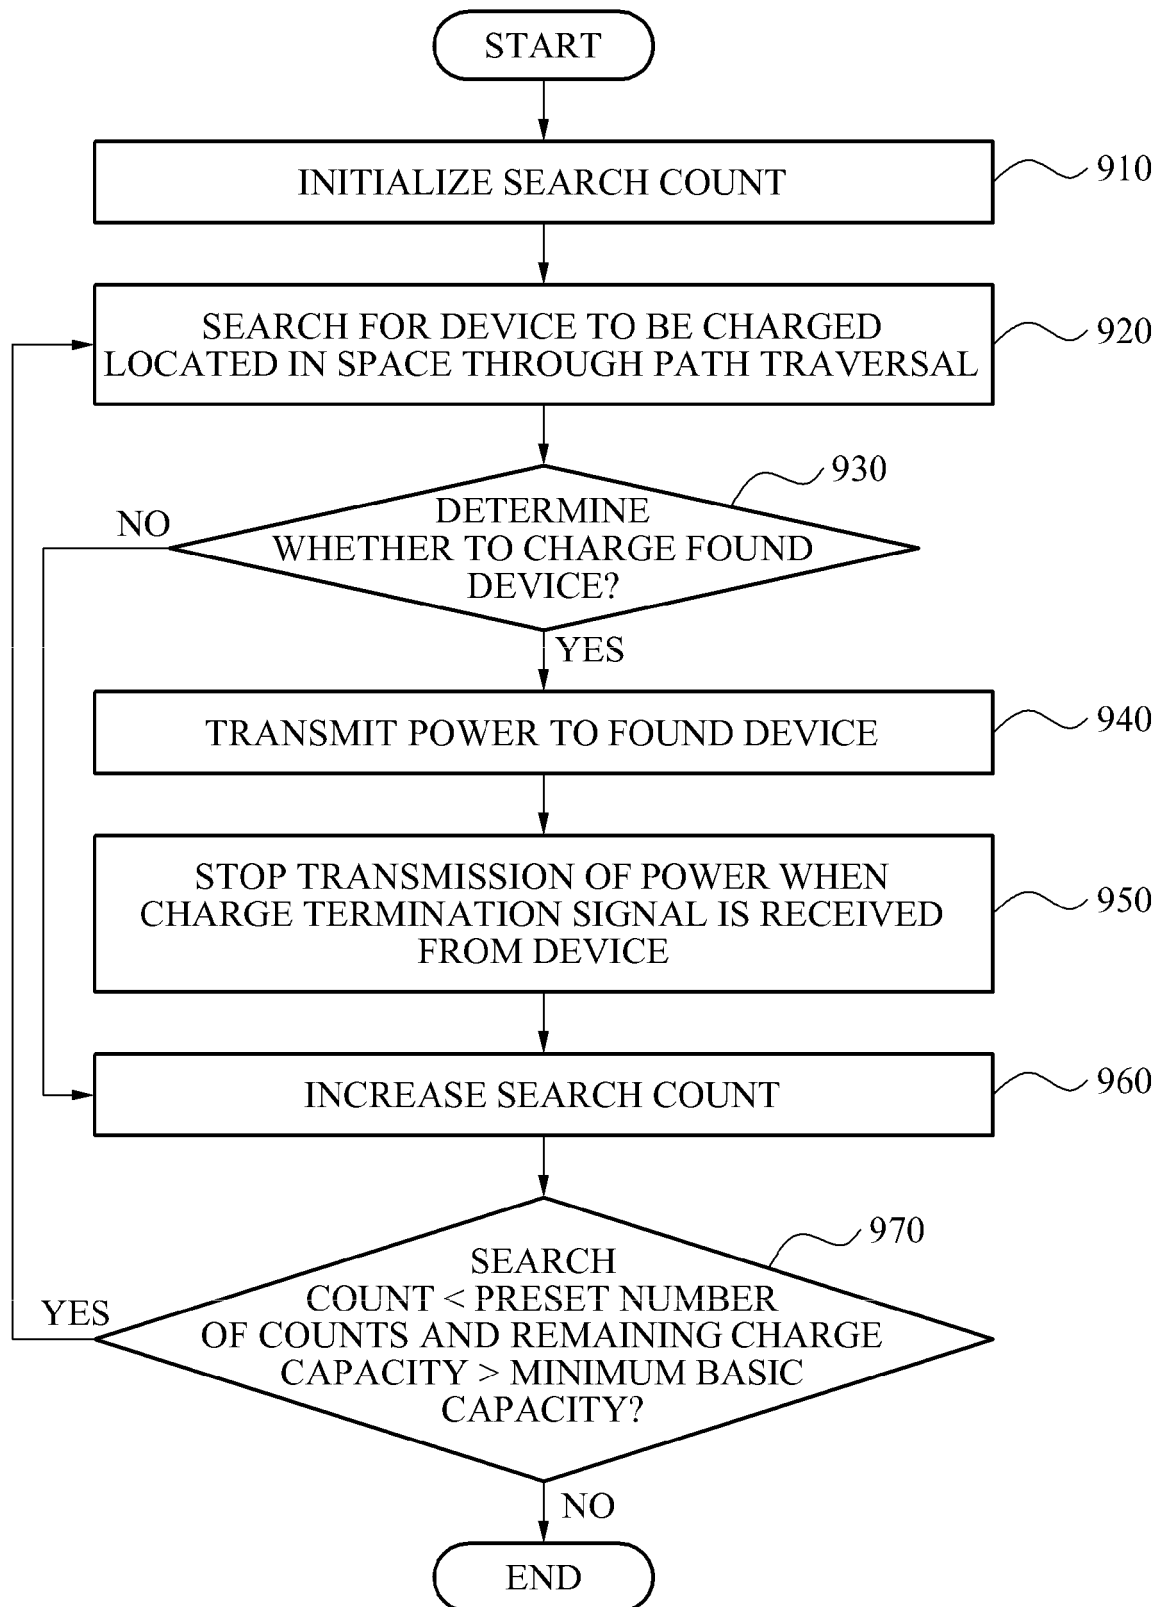 START
INITIALIZE SEARCH COUNT
910
SEARCH FOR DEVICE TO BE CHARGED
LOCATED IN SPACE THROUGH PATH TRAVERSAL
920
930
NO
DETERMINE
WHETHER TO CHARGE FOUND
DEVICE?
YES
TRANSMIT POWER TO FOUND DEVICE
940
STOP TRANSMISSION OF POWER WHEN
CHARGE TERMINATION SIGNAL IS RECEIVED
FROM DEVICE
950
INCREASE SEARCH COUNT
960
970
SEARCH
COUNT < PRESET NUMBER
OF COUNTS AND REMAINING CHARGE
CAPACITY > MINIMUM BASIC
CAPACITY?
YES
NO
END